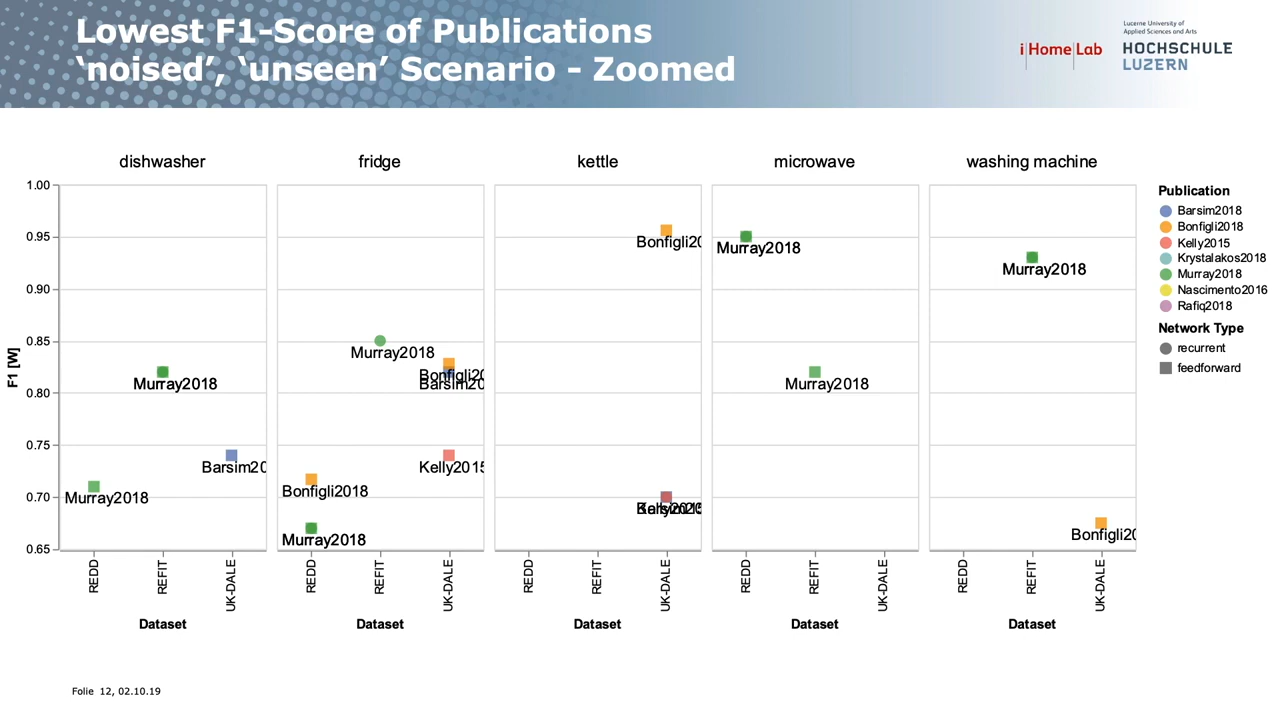 Lowest F1-Score of Publications
‘noised’, ‘unseen’ Scenario – Zoomed
iHomeLab
Lucerne University of
Applied Sciences and Arts
HOCHSCHULE
LUZERN
dishwasher
fridge
kettle
microwave
washing machine
F1 [W]
1.00
0.95
0.90
0.85
0.80
0.75
0.70
0.65
Murray2018
Barsim20
Murray2018
Murray2018
Bonfigli20
Barsim20
Kelly2015
Bonfigli2018
Murray2018
Bonfigli20
Murray2018
Murray2018
Murray2018
Bonfigli20
REDD
REFIT
UK-DALE
REDD
REFIT
UK-DALE
REDD
REFIT
UK-DALE
REDD
REFIT
UK-DALE
REDD
REFIT
UK-DALE
Dataset
Dataset
Dataset
Dataset
Dataset
Publication
Barsim2018
Bonfigli2018
Kelly2015
Krystalakos2018
Murray2018
Nascimento2016
Rafiq2018
Network Type
recurrent
feedforward
Folie 12, 02.10.19